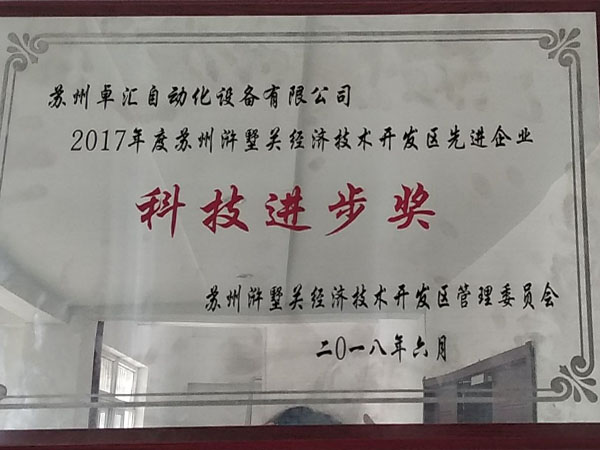 苏州卓汇自动化设备有限公司
2017年度苏州浒墅关经济技术开发区先进企业
科技进步奖
苏州浒墅关经济技术开发区管理委员会
二〇一八年六月